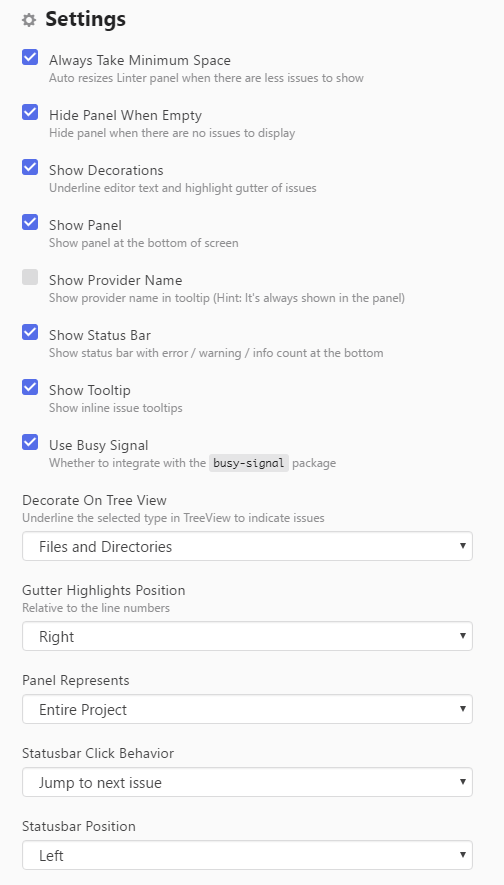 Settings
Always Take Minimum Space
Auto resizes Linter panel when there are less issues to show
Hide Panel When Empty
Hide panel when there are no issues to display
Show Decorations
Underline editor text and highlight gutter of issues
Show Panel
Show panel at the bottom of screen
Show Provider Name
Show provider name in tooltip (Hint: It's always shown in the panel)
Show Status Bar
Show status bar with error / warning / info count at the bottom
Show Tooltip
Show inline issue tooltips
Use Busy Signal
Whether to integrate with the busy-signal package
Decorate On Tree View
Underline the selected type in TreeView to indicate issues
Files and Directories
Gutter Highlights Position
Relative to the line numbers
Right
Panel Represents
Entire Project
Statusbar Click Behavior
Jump to next issue
Statusbar Position
Left